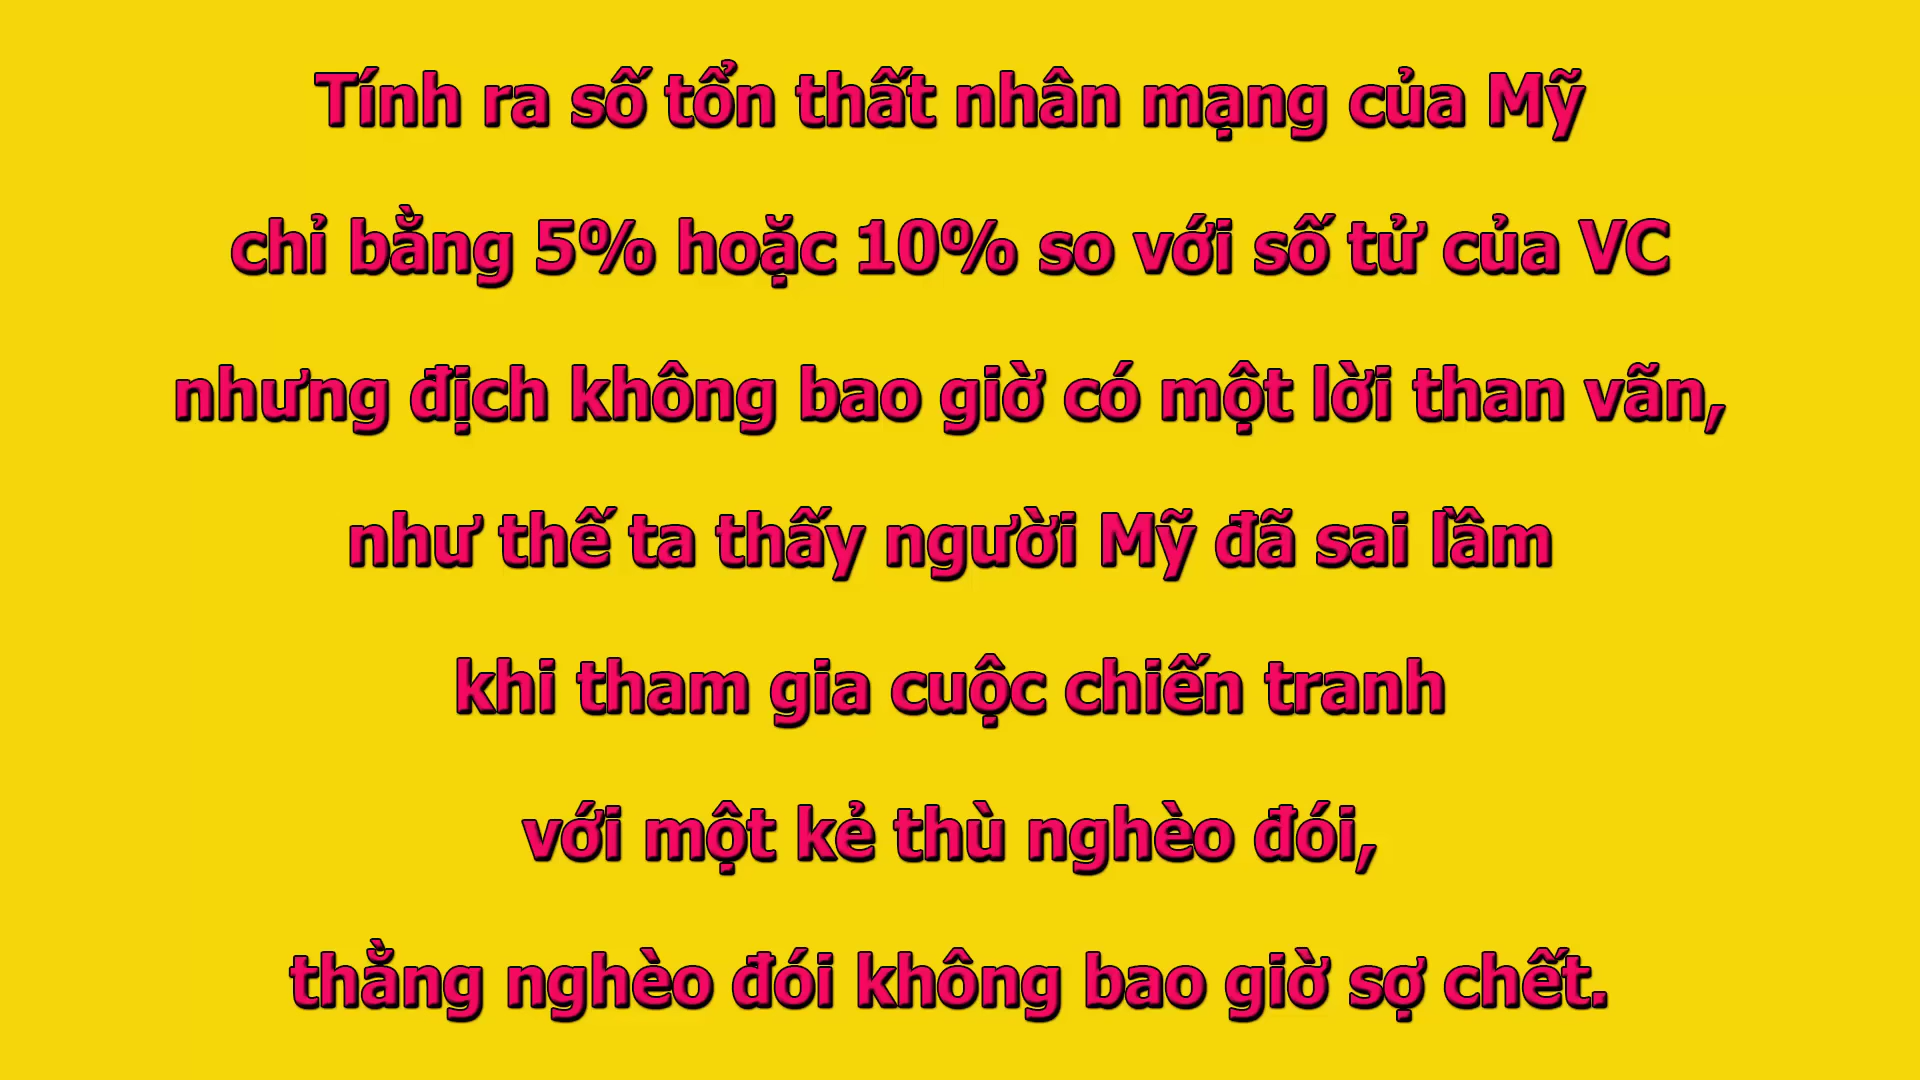 Tính ra số tổn thất nhân mạng của Mỹ
chỉ bằng 5% hoặc 10% so với số tử của VC
nhưng địch không bao giờ có một lời than vãn,
như thế ta thấy người Mỹ đã sai lầm
khi tham gia cuộc chiến tranh
với một kẻ thù nghèo đói,
thằng nghèo đói không bao giờ sợ chết.